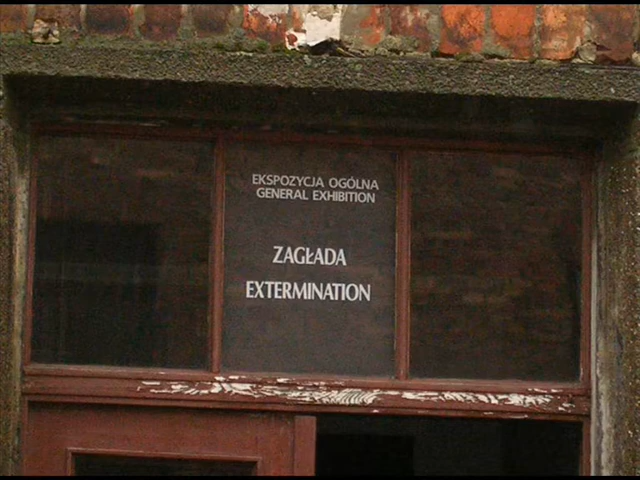 EKSPOZYCJA OGÓLNA
GENERAL EXHIBITION
ZAGŁADA
EXTERMINATION